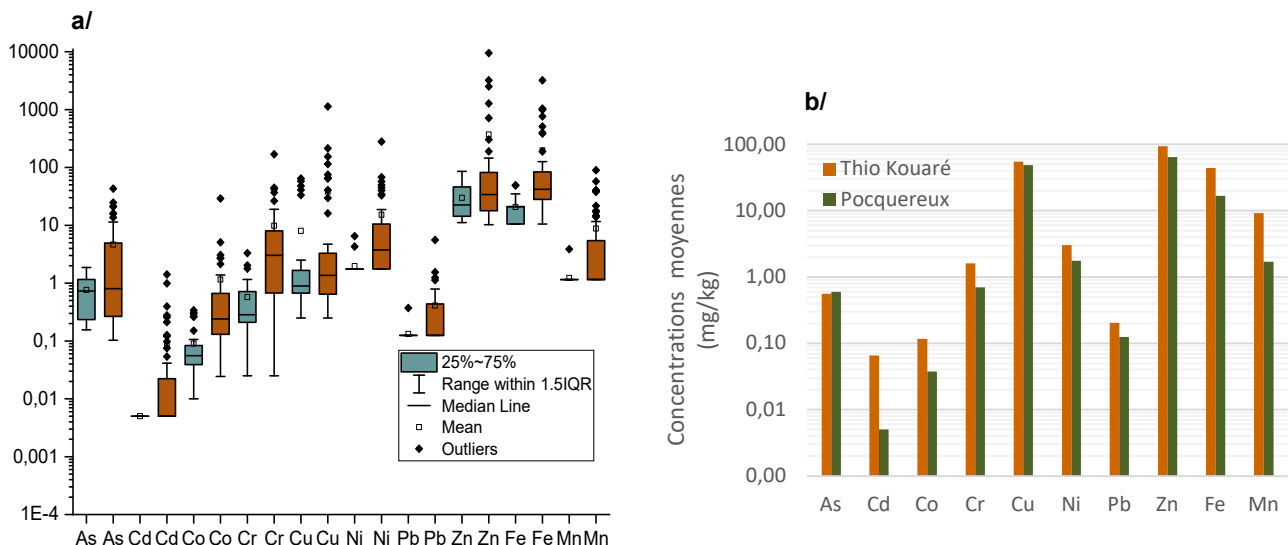 a/
10000
1000
100
10
1
0,1
0,01
0,001
1E-4
As As Cd Cd Co Co Cr Cr Cu Cu Ni Ni Pb Pb Zn Zn Fe Fe Mn Mn
25%~75%
Range within 1.5IQR
Median Line
Mean
Outliers
b/
Concentrations moyennes
(mg/kg)
100,00
10,00
1,00
0,10
0,01
0,00
Thio Kouaré
Pocquereux
As Cd Co Cr Cu Ni Pb Zn Fe Mn